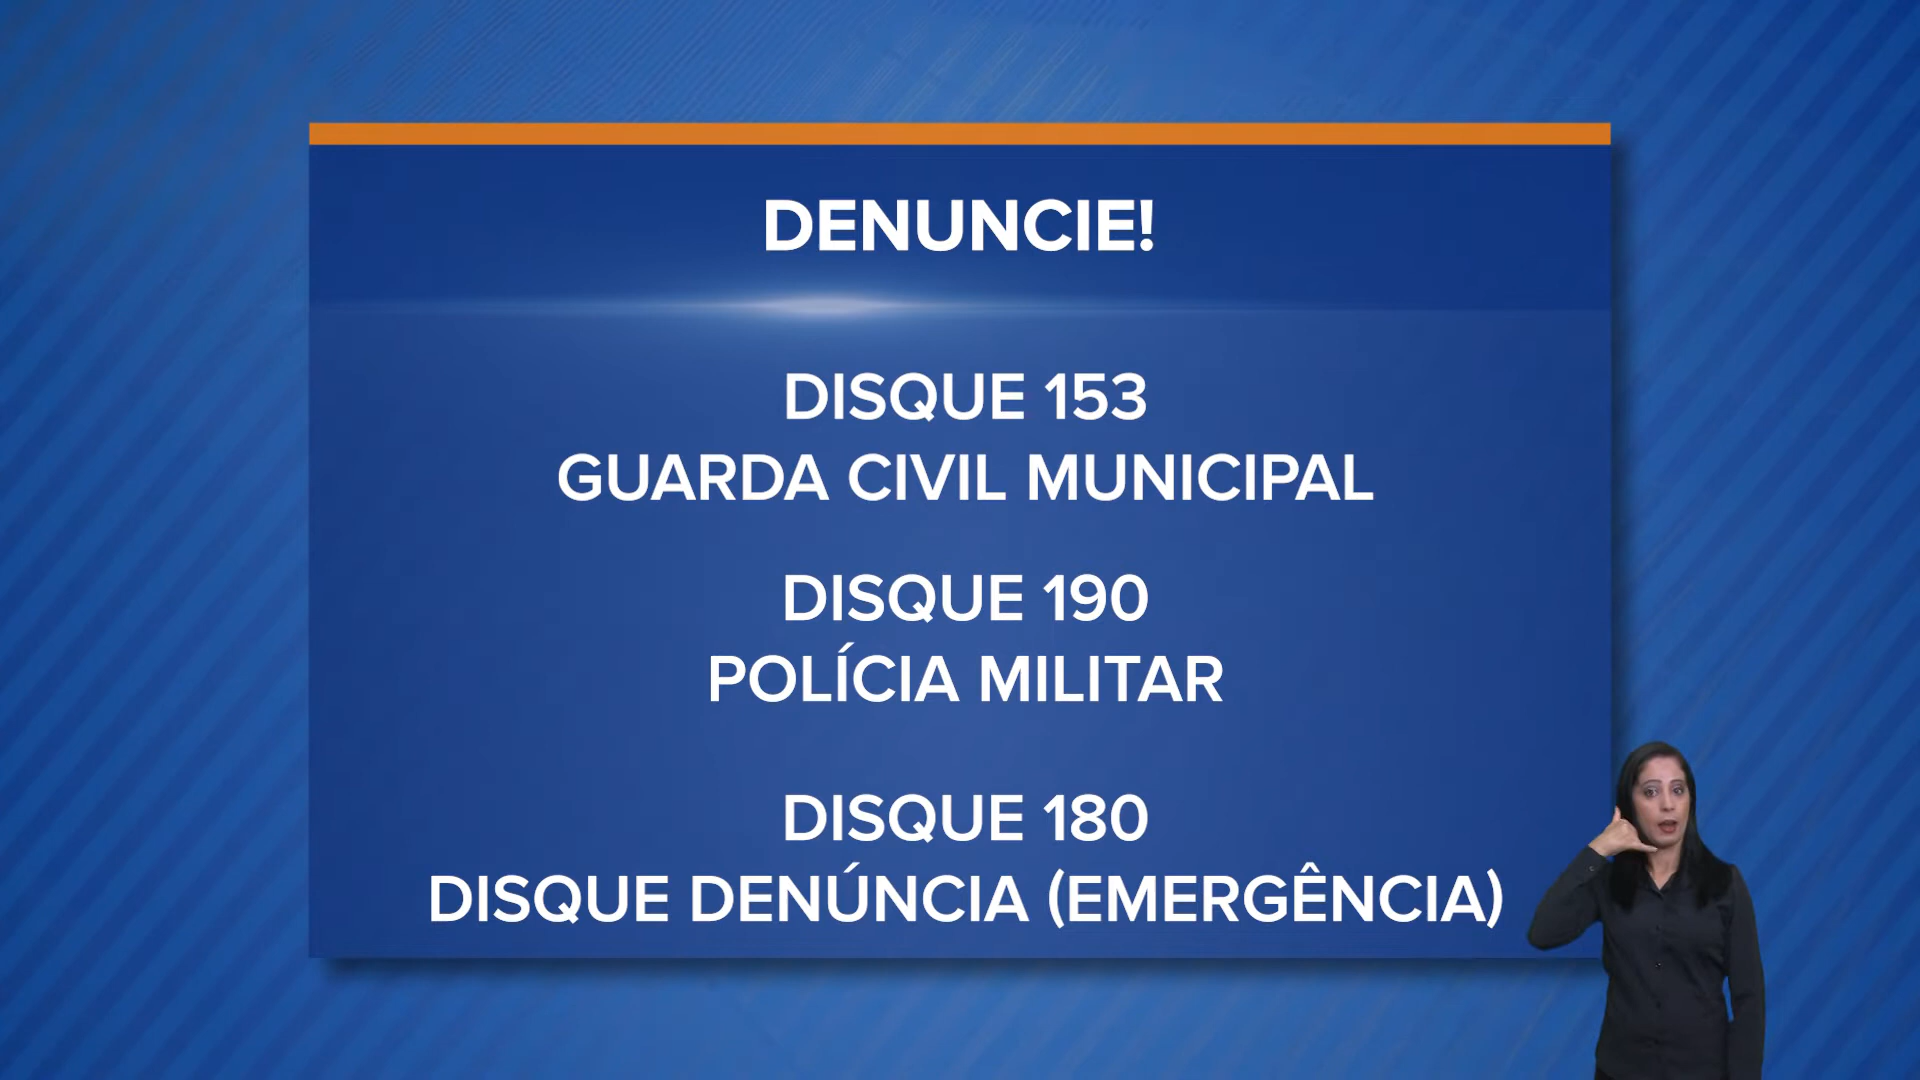 DENUNCIE!
DISQUE 153
GUARDA CIVIL MUNICIPAL
DISQUE 190
POLÍCIA MILITAR
DISQUE 180
DISQUE DENÚNCIA (EMERGÊNCIA)